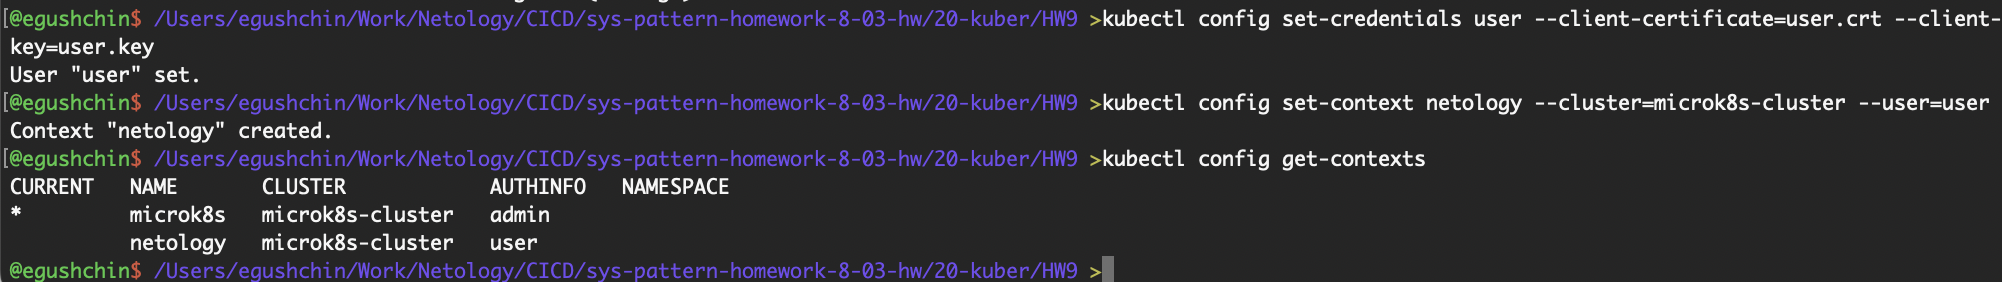 [@egushchin$ /Users/egushchin/Work/Netology/CICD/sys-pattern-homework-8-03-hw/20-kuber/HW9 >kubectl config set-credentials user --client-certificate=user.crt --client-
key=user.key
User "user" set.
[@egushchin$ /Users/egushchin/Work/Netology/CICD/sys-pattern-homework-8-03-hw/20-kuber/HW9 >kubectl config set-context netology --cluster=microk8s-cluster --user=user
Context "netology" created.
[@egushchin$ /Users/egushchin/Work/Netology/CICD/sys-pattern-homework-8-03-hw/20-kuber/HW9 >kubectl config get-contexts
CURRENT   NAME       CLUSTER            AUTHINFO   NAMESPACE
*         microk8s   microk8s-cluster   admin
          netology   microk8s-cluster   user
@egushchin$ /Users/egushchin/Work/Netology/CICD/sys-pattern-homework-8-03-hw/20-kuber/HW9 >